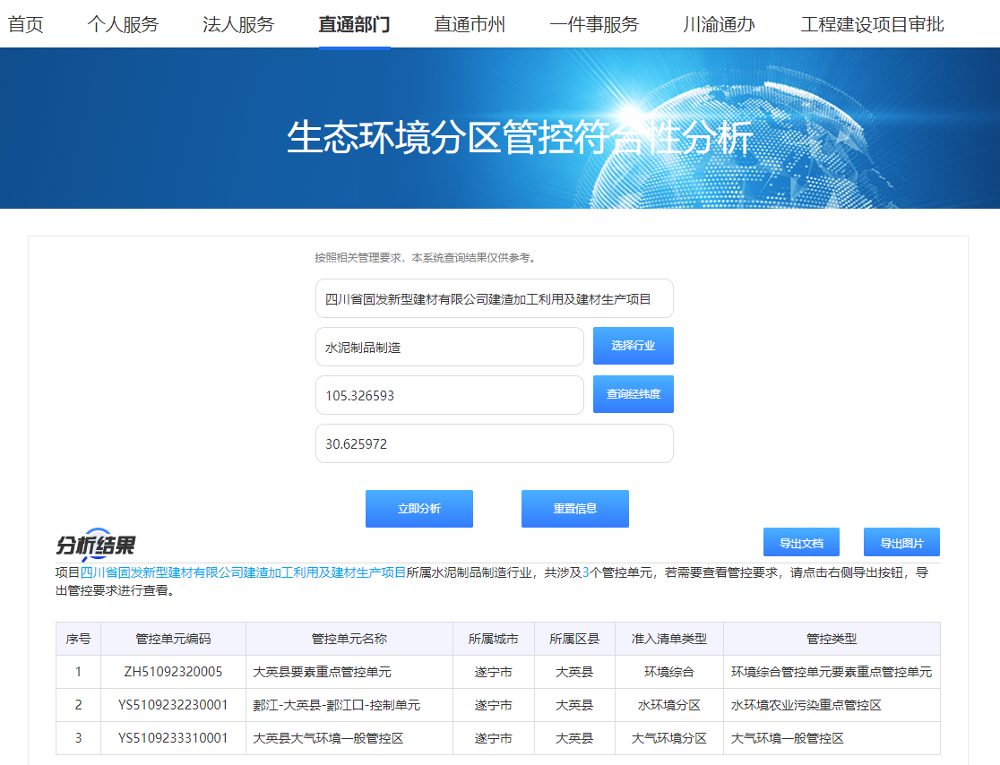 首页 个人服务 法人服务 直通部门 直通市州 一件事服务 川渝通办 工程建设项目审批
生态环境分区管控符合性分析
按照相关管理要求，本系统查询结果仅供参考。
四川省固发新型建材有限公司建渣加工利用及建材生产项目
水泥制品制造 选择行业
105.326593 查询经纬度
30.625972
立即分析 重置信息
分析结果 导出文档 导出图片
项目四川省固发新型建材有限公司建渣加工利用及建材生产项目所属水泥制品制造行业，共涉及3个管控单元，若需要查看管控要求，请点击右侧导出按钮，导
出管控要求进行查看。
序号 管控单元编码 管控单元名称 所属城市 所属区县 准入清单类型 管控类型
1 ZH51092320005 大英县要素重点管控单元 遂宁市 大英县 环境综合 环境综合管控单元要素重点管控单元
2 YS5109232230001 郪江-大英县-郪江口-控制单元 遂宁市 大英县 水环境分区 水环境农业污染重点管控区
3 YS5109233310001 大英县大气环境一般管控区 遂宁市 大英县 大气环境分区 大气环境一般管控区